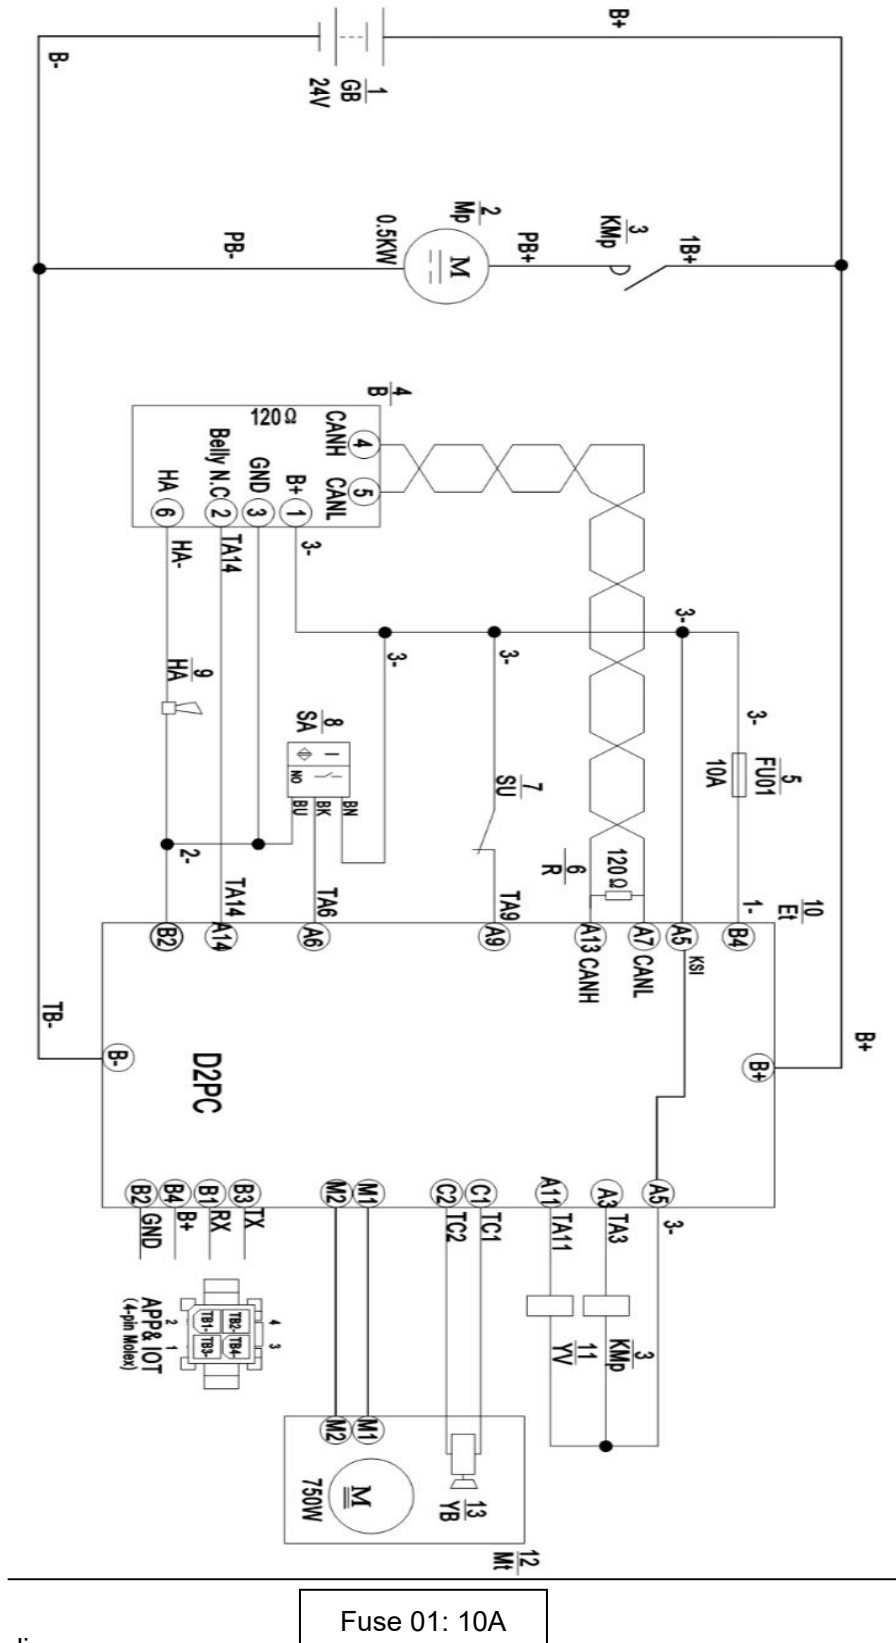 B+
B-
1
GB
24V
2
Mp
0.5KW
M
PB-
PB+
3
KMp
1B+
4
B
120Ω
CANH
4
CANL
5
HA
6
Belly N.C
2
GND
3
B+
1
HA-
TA14
3-
3-
3-
3-
3-
9
HA
8
SA
NO
BU
BK
BN
7
SU
5
FU01
10A
6
R
120Ω
2-
TA14
TA6
TA9
1-
10
Et
B2
A14
A6
A9
A13
CANH
A7
CANL
A5
KSI
B4
TB-
B-
D2PC
B+
B+
B2
GND
B4
B+
B1
RX
B3
TX
M2
M1
C2
TC2
C1
TC1
A11
TA11
A3
TA3
A5
3-
APP& IOT
(4-pin Molex)
2
1
TB1-
TB2-
TB3-
TB4-
4
3
11
YV
3
KMp
M2
M1
M
750W
13
YB
12
Mt
Fuse 01: 10A